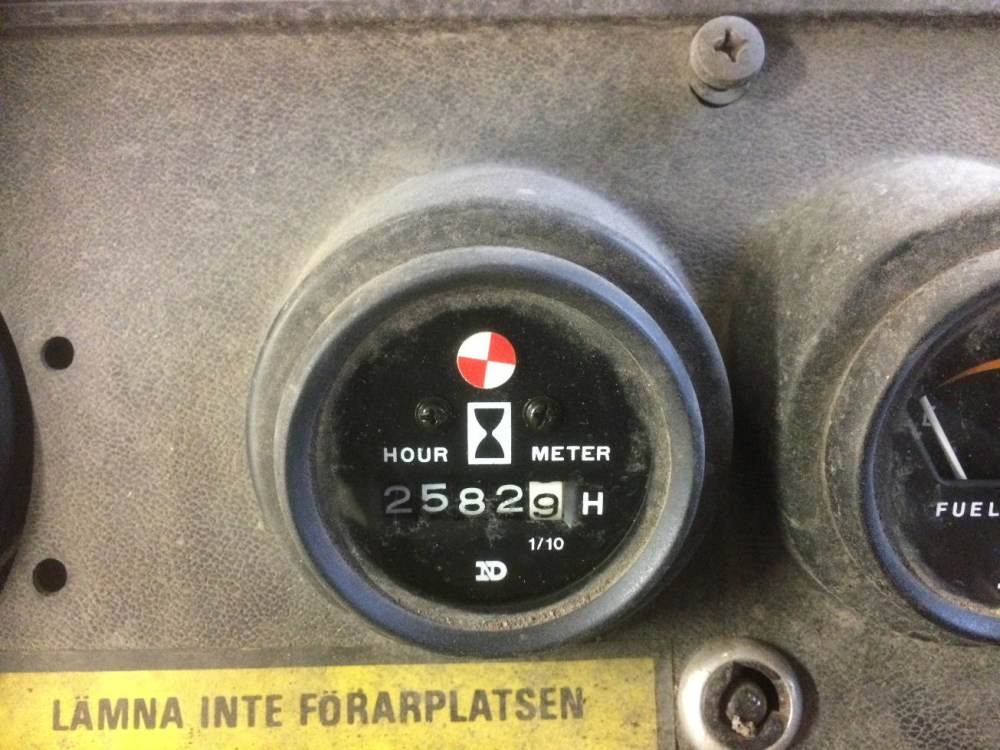 HOUR METER
25829 H
1/10
ND
FUEL
LÄMNA INTE FÖRARPLATSEN